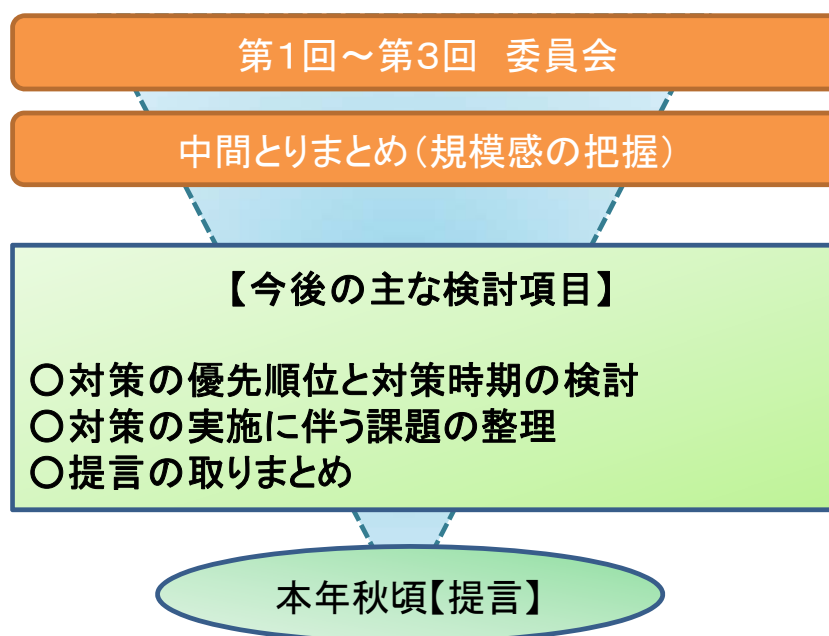 第1回～第3回　委員会
中間とりまとめ（規模感の把握）
【今後の主な検討項目】
○対策の優先順位と対策時期の検討
○対策の実施に伴う課題の整理
○提言の取りまとめ
本年秋頃【提言】